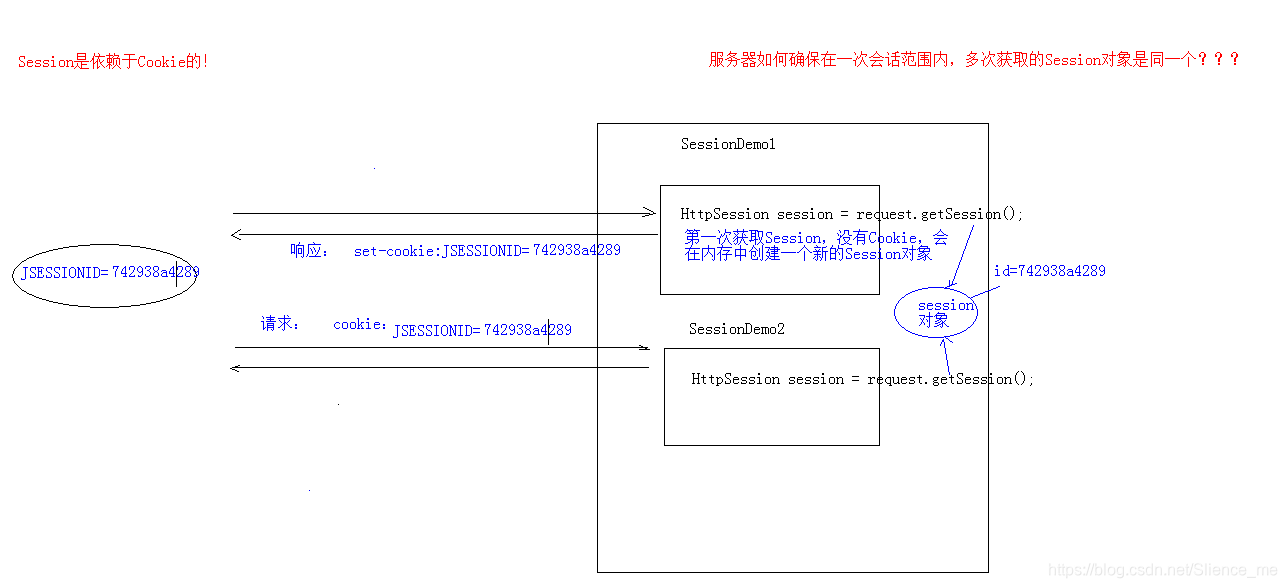 Session是依赖于Cookie的!
服务器如何确保在一次会话范围内,多次获取的Session对象是同一个???
SessionDemo1
HttpSession session = request.getSession();
第一次获取Session,没有Cookie,会
在内存中创建一个新的Session对象
响应: set-cookie:JSESSIONID=742938a4289
JSESSIONID=742938a4289
id=742938a4289
session
对象
请求: cookie: JSESSIONID=742938a4289
SessionDemo2
HttpSession session = request.getSession();
https://blog.csdn.net/Slience_me